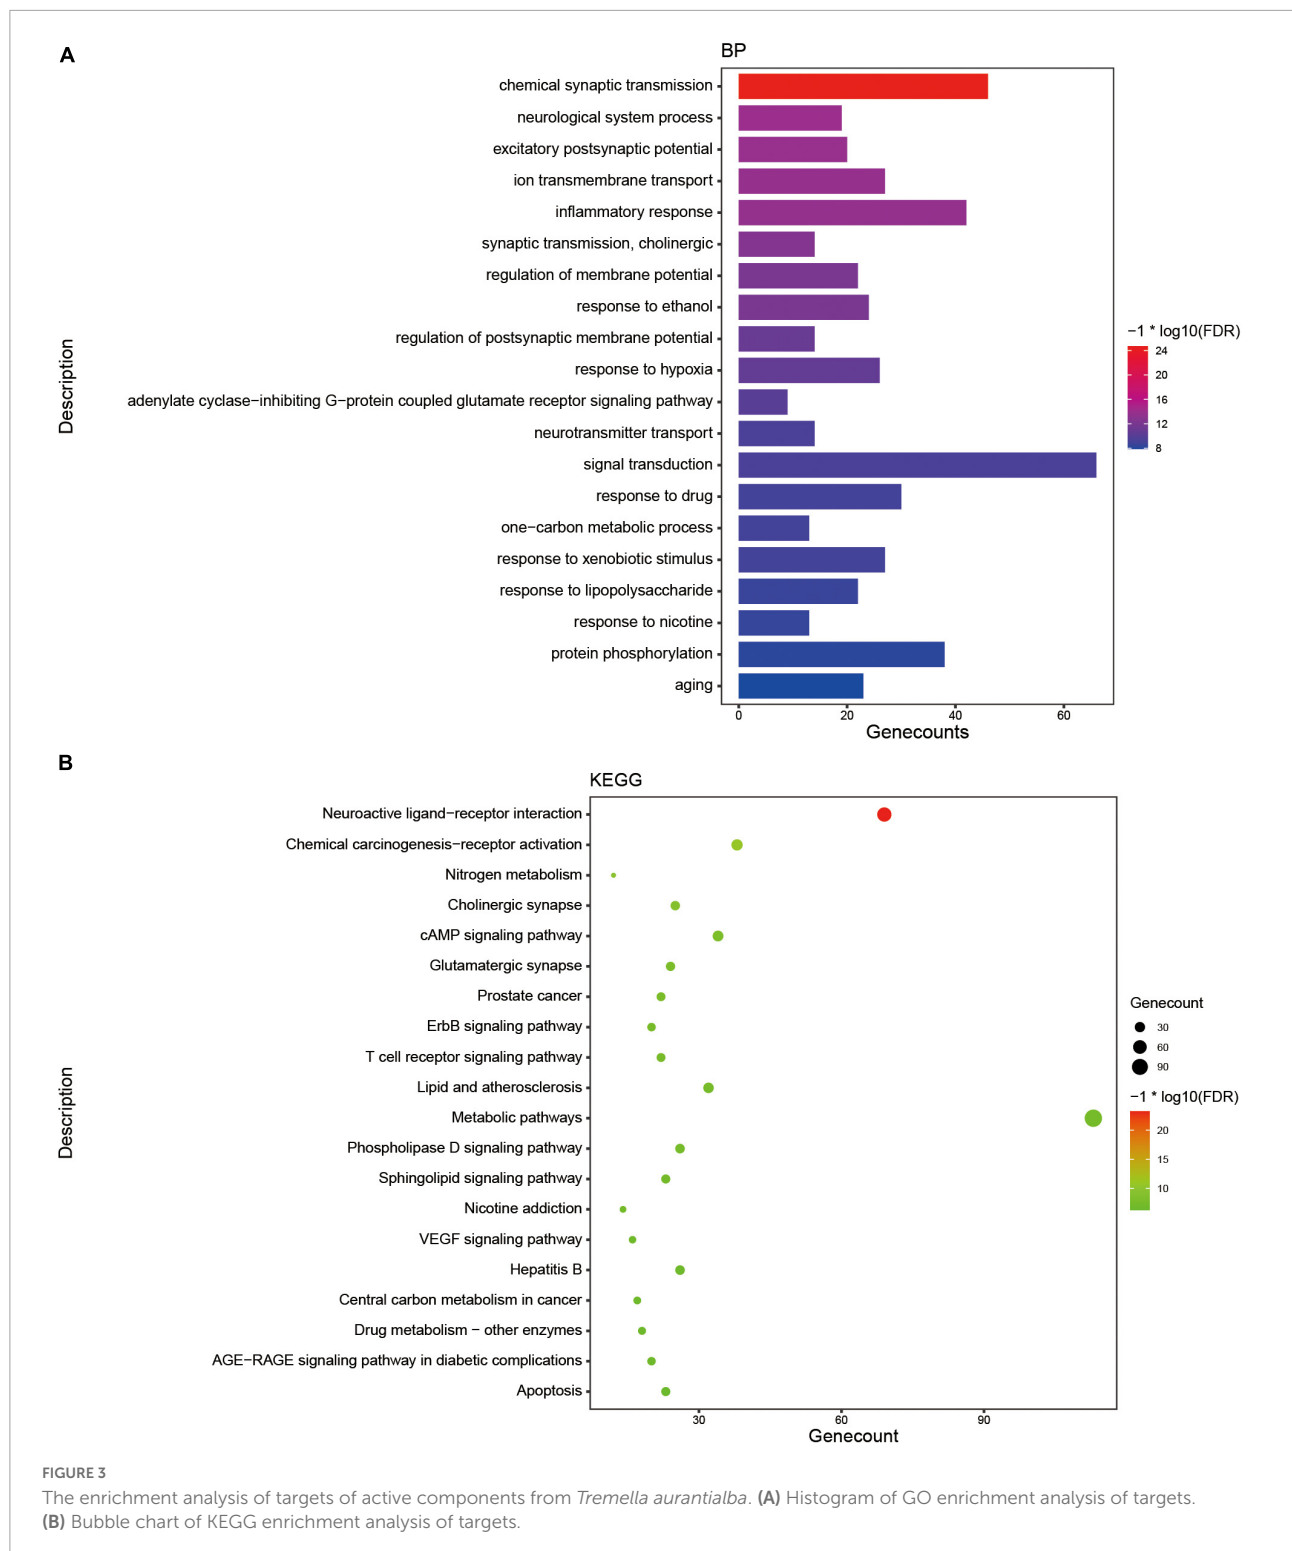 A
BP
chemical synaptic transmission
neurological system process
excitatory postsynaptic potential
ion transmembrane transport
inflammatory response
synaptic transmission, cholinergic
regulation of membrane potential
response to ethanol
regulation of postsynaptic membrane potential
response to hypoxia
adenylate cyclase−inhibiting G−protein coupled glutamate receptor signaling pathway
neurotransmitter transport
signal transduction
response to drug
one−carbon metabolic process
response to xenobiotic stimulus
response to lipopolysaccharide
response to nicotine
protein phosphorylation
aging
Description
0 20 40 60
Genecounts
−1 * log10(FDR)
24
20
16
12
8
B
KEGG
Neuroactive ligand−receptor interaction
Chemical carcinogenesis−receptor activation
Nitrogen metabolism
Cholinergic synapse
cAMP signaling pathway
Glutamatergic synapse
Prostate cancer
ErbB signaling pathway
T cell receptor signaling pathway
Lipid and atherosclerosis
Metabolic pathways
Phospholipase D signaling pathway
Sphingolipid signaling pathway
Nicotine addiction
VEGF signaling pathway
Hepatitis B
Central carbon metabolism in cancer
Drug metabolism − other enzymes
AGE−RAGE signaling pathway in diabetic complications
Apoptosis
Description
30 60 90
Genecount
Genecount
30
60
90
−1 * log10(FDR)
20
15
10
FIGURE 3
The enrichment analysis of targets of active components from Tremella aurantialba. (A) Histogram of GO enrichment analysis of targets.
(B) Bubble chart of KEGG enrichment analysis of targets.